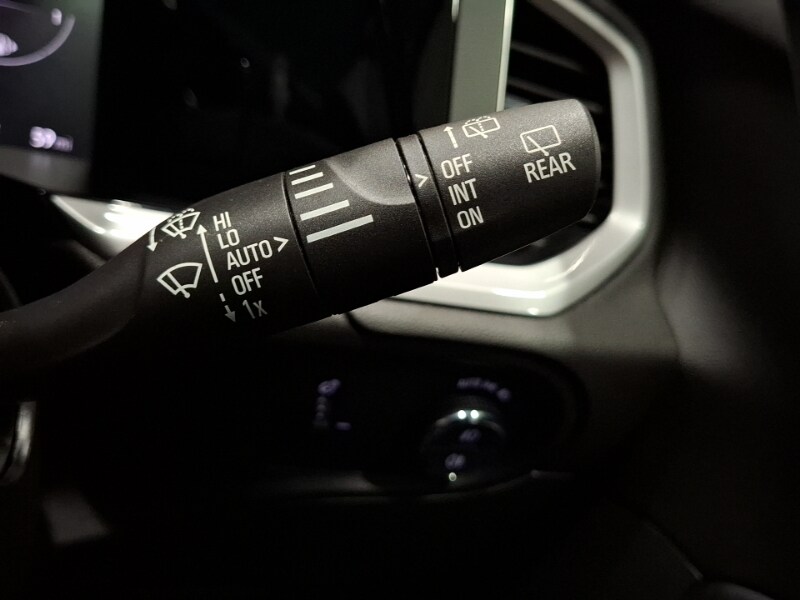 HI
LO
AUTO >
OFF
1x
>
OFF
INT
ON
REAR